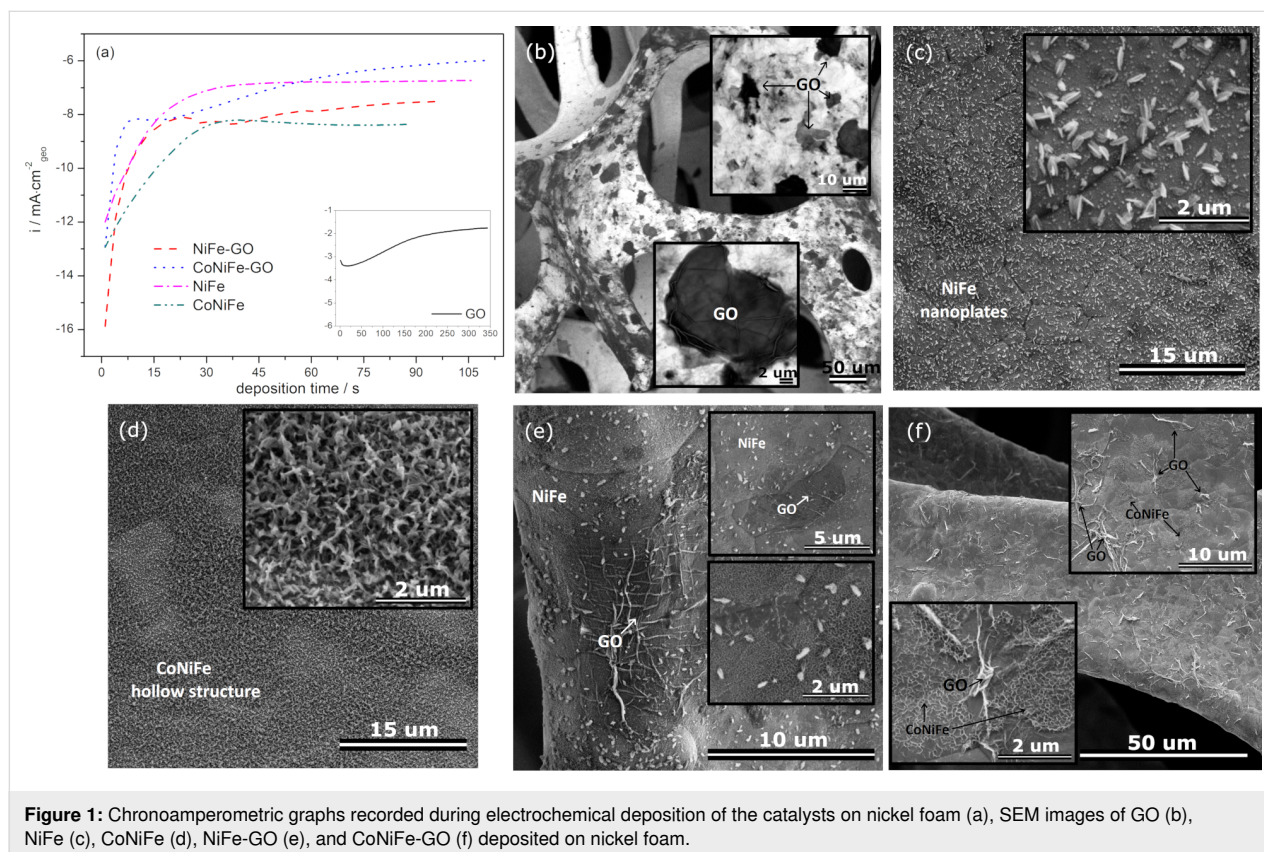 (a)
-6
-8
-10
-12
-14
-16
i / mA·cm⁻²geo
NiFe-GO
CoNiFe-GO
NiFe
CoNiFe
0
-1
-2
-3
-4
-5
-6
0 50 100 150 200 250 300 350
GO
0 15 30 45 60 75 90 105
deposition time / s
(b)
GO
10 um
GO
2 um
50 um
(c)
2 um
NiFe
nanoplates
15 um
(d)
2 um
CoNiFe
hollow structure
15 um
(e)
NiFe
NiFe
GO
5 um
GO
2 um
10 um
(f)
GO
CoNiFe
GO
10 um
GO
CoNiFe
2 um
50 um
Figure 1: Chronoamperometric graphs recorded during electrochemical deposition of the catalysts on nickel foam (a), SEM images of GO (b),
NiFe (c), CoNiFe (d), NiFe-GO (e), and CoNiFe-GO (f) deposited on nickel foam.